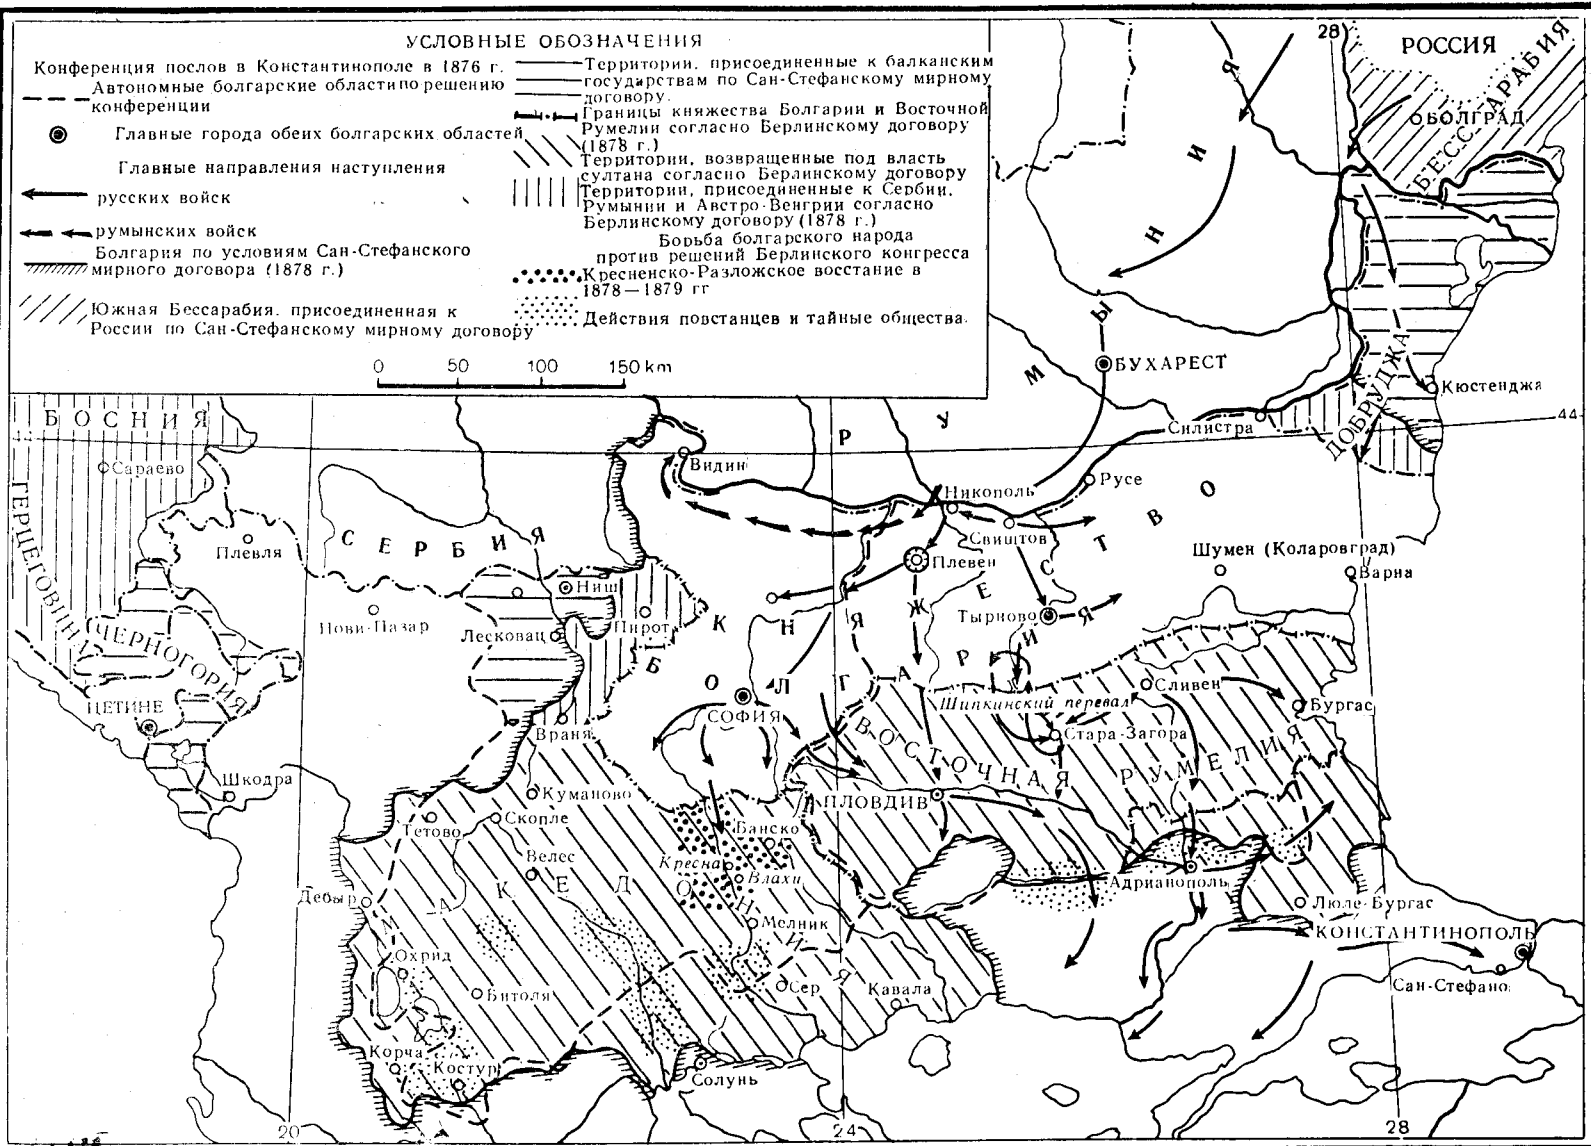 УСЛОВНЫЕ ОБОЗНАЧЕНИЯ
Конференция послов в Константинополе в 1876 г.
Автономные болгарские области по решению
конференции
Главные города обеих болгарских областей
Главные направления наступления
русских войск
румынских войск
Болгария по условиям Сан-Стефанского
мирного договора (1878 г.)
Южная Бессарабия. присоединенная к
России по Сан-Стефанскому мирному договору
Территории. присоединенные к балканским
государствам по Сан-Стефанскому мирному
договору.
Границы княжества Болгарии и Восточной
Румелии согласно Берлинскому договору
(1878 г.)
Территории, возвращенные под власть
султана согласно Берлинскому договору
Территории, присоединенные к Сербии,
Румынии и Австро-Венгрии согласно
Берлинскому договору (1878 г.)
Борьба болгарского народа
против решений Берлинского конгресса
Кресненско-Разложское восстание в
1878—1879 гг
Действия повстанцев и тайные общества.
0 50 100 150 km
28
РОССИЯ
БЕССАРАБИЯ
БОЛГРАД
РУМЫНИЯ
БУХАРЕСТ
ДОБРУДЖА
Кюстенджа
44
Силистра
БОСНИЯ
44
Сараево
ГЕРЦЕГОВИНА
Плевля
СЕРБИЯ
Видин
Никополь
Русе
Свиштов
Плевен
Шумен (Коларовград)
Варна
Ниш
Нови-Пазар
Лесковац
Пирот
КНЯЖЕСТВО
БОЛГАРИЯ
Тырново
ЧЕРНОГОРИЯ
ЦЕТИНЕ
СОФИЯ
Враня
Шипкинский перевал
Сливен
Бургас
Стара-Загора
ВОСТОЧНАЯ РУМЕЛИЯ
Шкодра
Куманово
ПЛОВДИВ
Тетово
Скопле
Банско
Велес
Кресна
Влахи
МАКЕДОНИЯ
Адрианополь
Дебыр
Мелник
Люле-Бургас
КОНСТАНТИНОПОЛЬ
Охрид
Битоля
Сер
Кавала
Сан-Стефано
Корча
Костур
Солунь
20
24
28